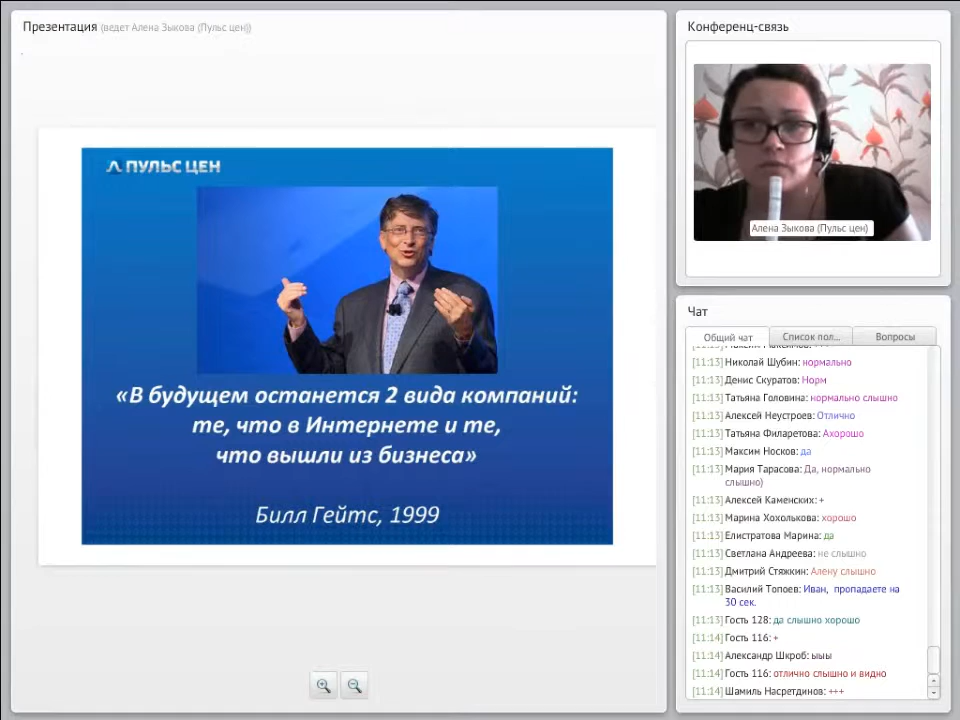 Презентация (ведет Алена Зыкова (Пульс цен))
ПУЛЬС ЦЕН
«В будущем останется 2 вида компаний:
те, что в Интернете и те,
что вышли из бизнеса»
Билл Гейтс, 1999
Конференц-связь
Алена Зыкова (Пульс цен)
Чат
Общий чат
Список пол...
Вопросы
[11:13] Николай Шубин: нормально
[11:13] Денис Скуратов: Норм
[11:13] Татьяна Головина: нормально слышно
[11:13] Алексей Неустроев: Отлично
[11:13] Татьяна Филаретова: Ахорошо
[11:13] Максим Носков: да
[11:13] Мария Тарасова: Да, нормально
слышно)
[11:13] Алексей Каменских: +
[11:13] Марина Хохолькова: хорошо
[11:13] Елистратова Марина: да
[11:13] Светлана Андреева: не слышно
[11:13] Дмитрий Стяжкин: Алену слышно
[11:13] Василий Топоев: Иван, пропадаете на
30 сек.
[11:13] Гость 128: да слышно хорошо
[11:14] Гость 116: +
[11:14] Александр Шкроб: ыыы
[11:14] Гость 116: отлично слышно и видно
[11:14] Шамиль Насретдинов: +++